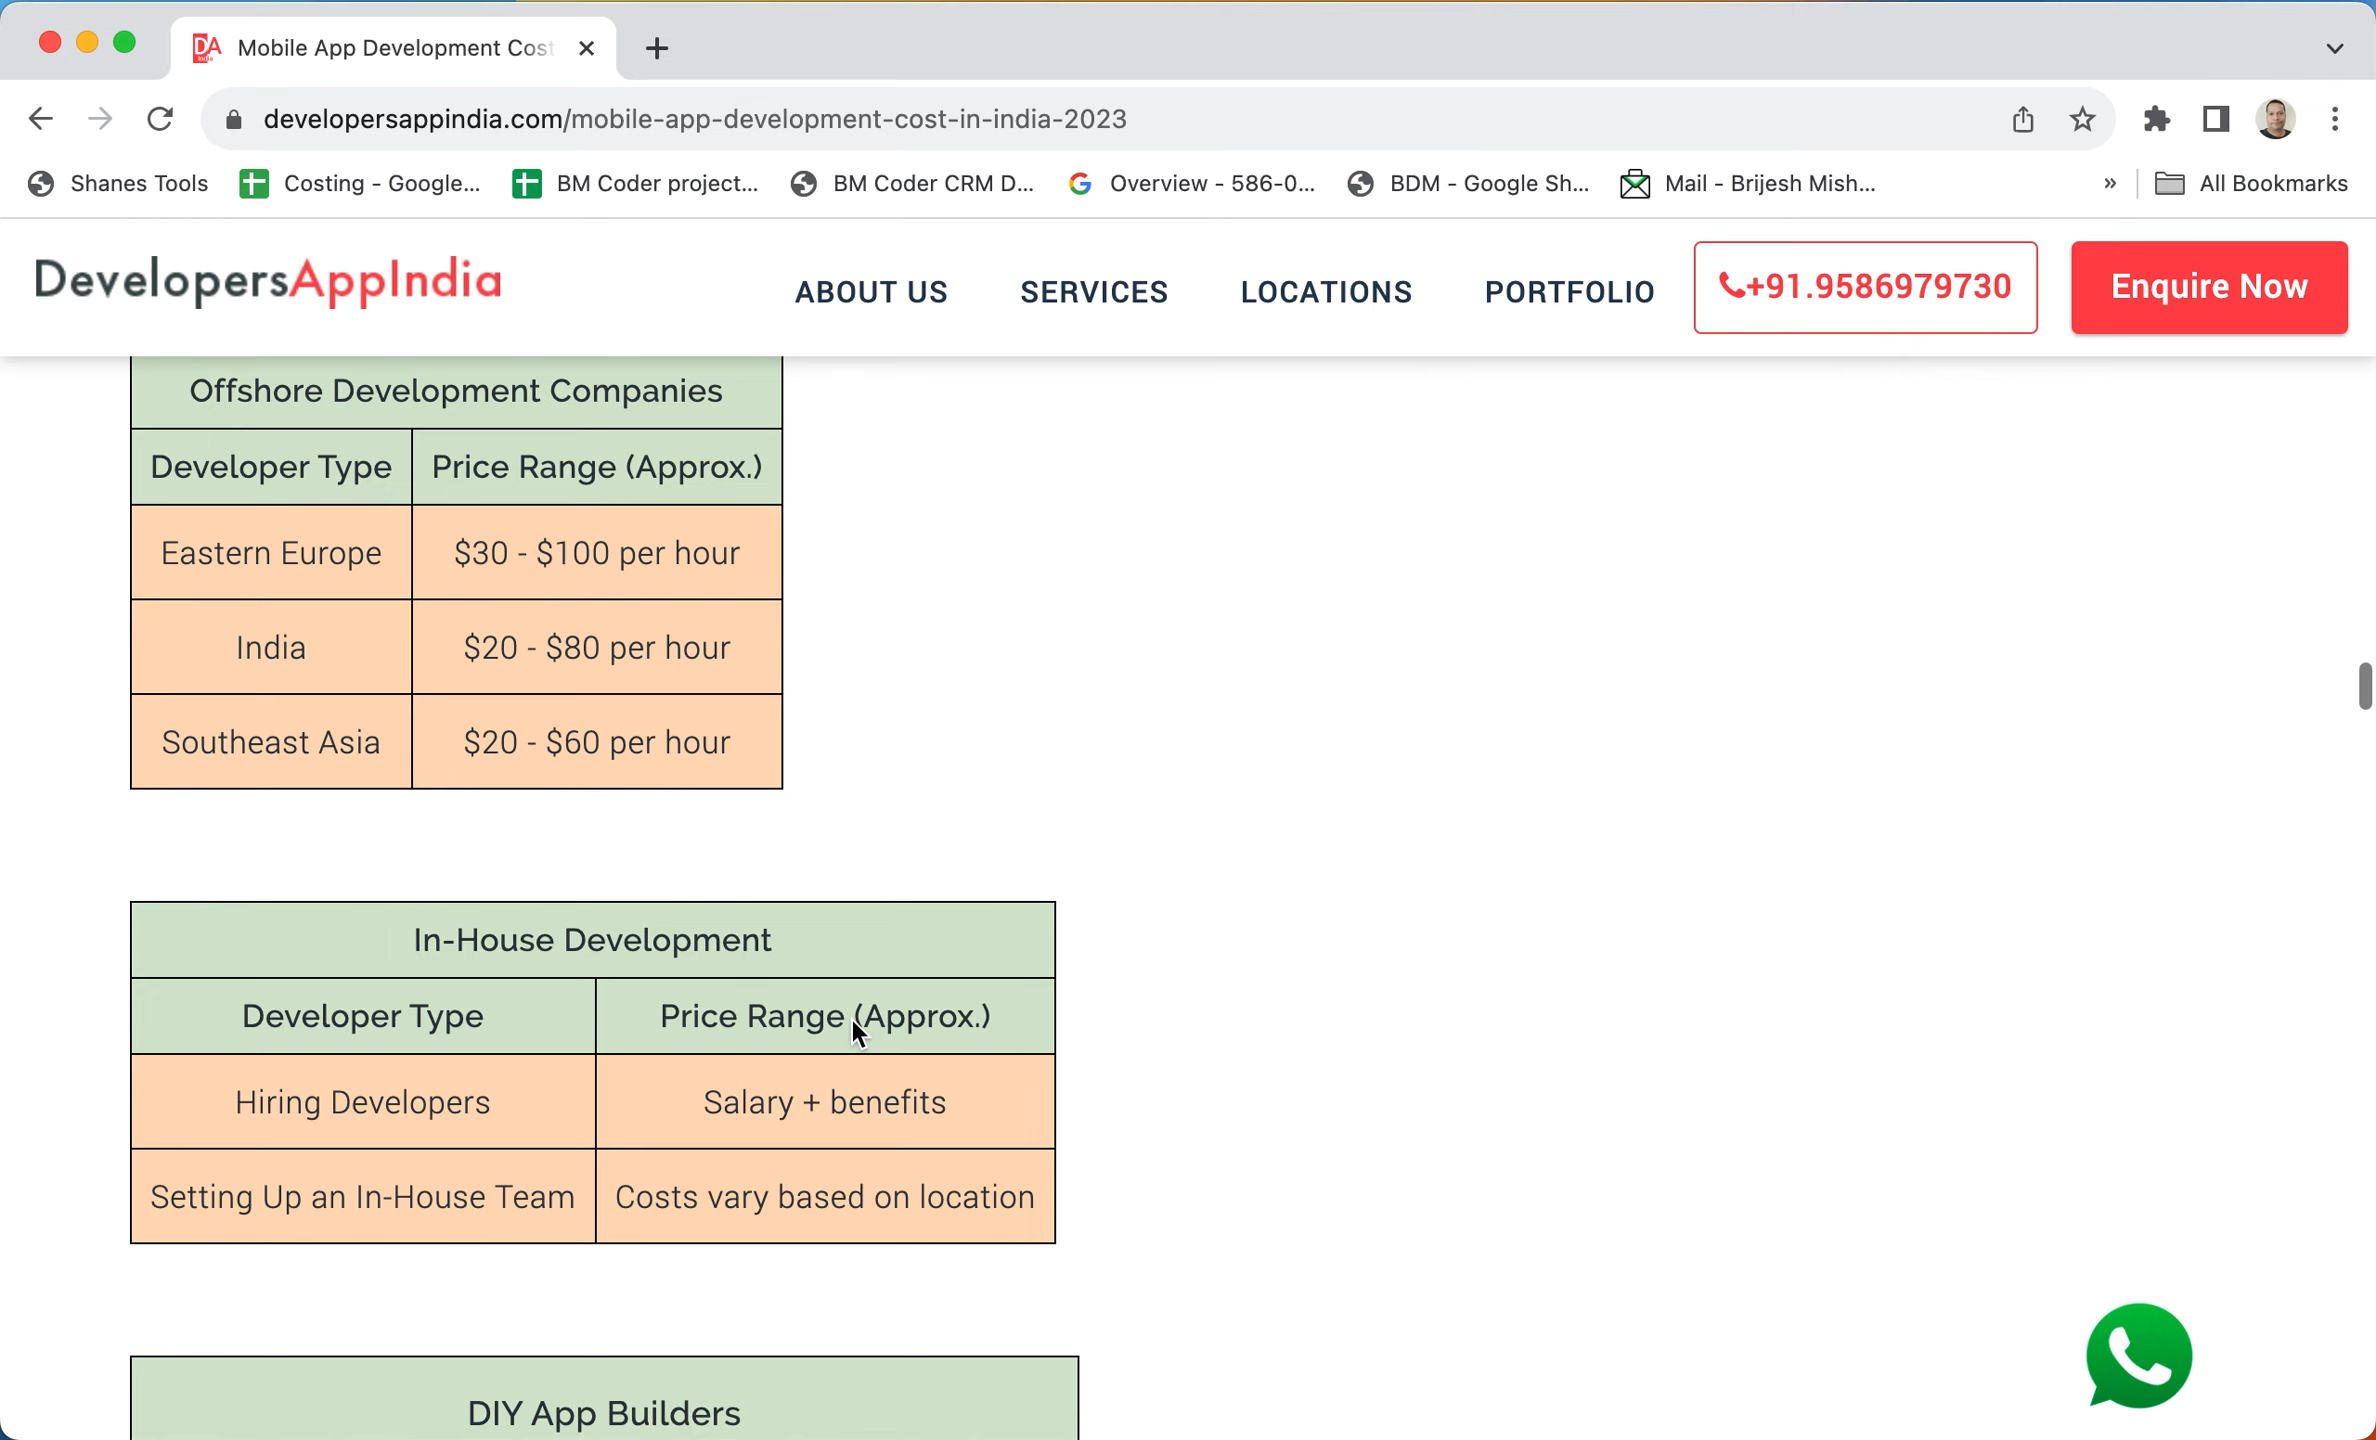 Mobile App Development Cost
developersappindia.com/mobile-app-development-cost-in-india-2023
Shanes Tools
Costing - Google...
BM Coder project...
BM Coder CRM D...
Overview - 586-0...
BDM - Google Sh...
Mail - Brijesh Mish...
»
All Bookmarks
DevelopersAppIndia
ABOUT US
SERVICES
LOCATIONS
PORTFOLIO
+91.9586979730
Enquire Now
Offshore Development Companies
Developer Type Price Range (Approx.)
Eastern Europe $30 - $100 per hour
India $20 - $80 per hour
Southeast Asia $20 - $60 per hour
In-House Development
Developer Type Price Range (Approx.)
Hiring Developers Salary + benefits
Setting Up an In-House Team Costs vary based on location
DIY App Builders